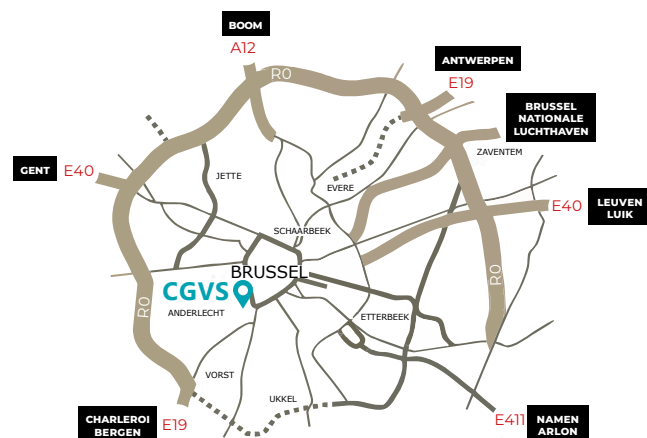 BOOM
A12
R0
ANTWERPEN
E19
BRUSSEL
NATIONALE
LUCHTHAVEN
ZAVENTEM
GENT
E40
JETTE
EVERE
LEUVEN
LUIK
E40
SCHAARBEEK
BRUSSEL
CGVS
ANDERLECHT
R0
R0
ETTERBEEK
VORST
UKKEL
CHARLEROI
BERGEN
E19
E411
NAMEN
ARLON